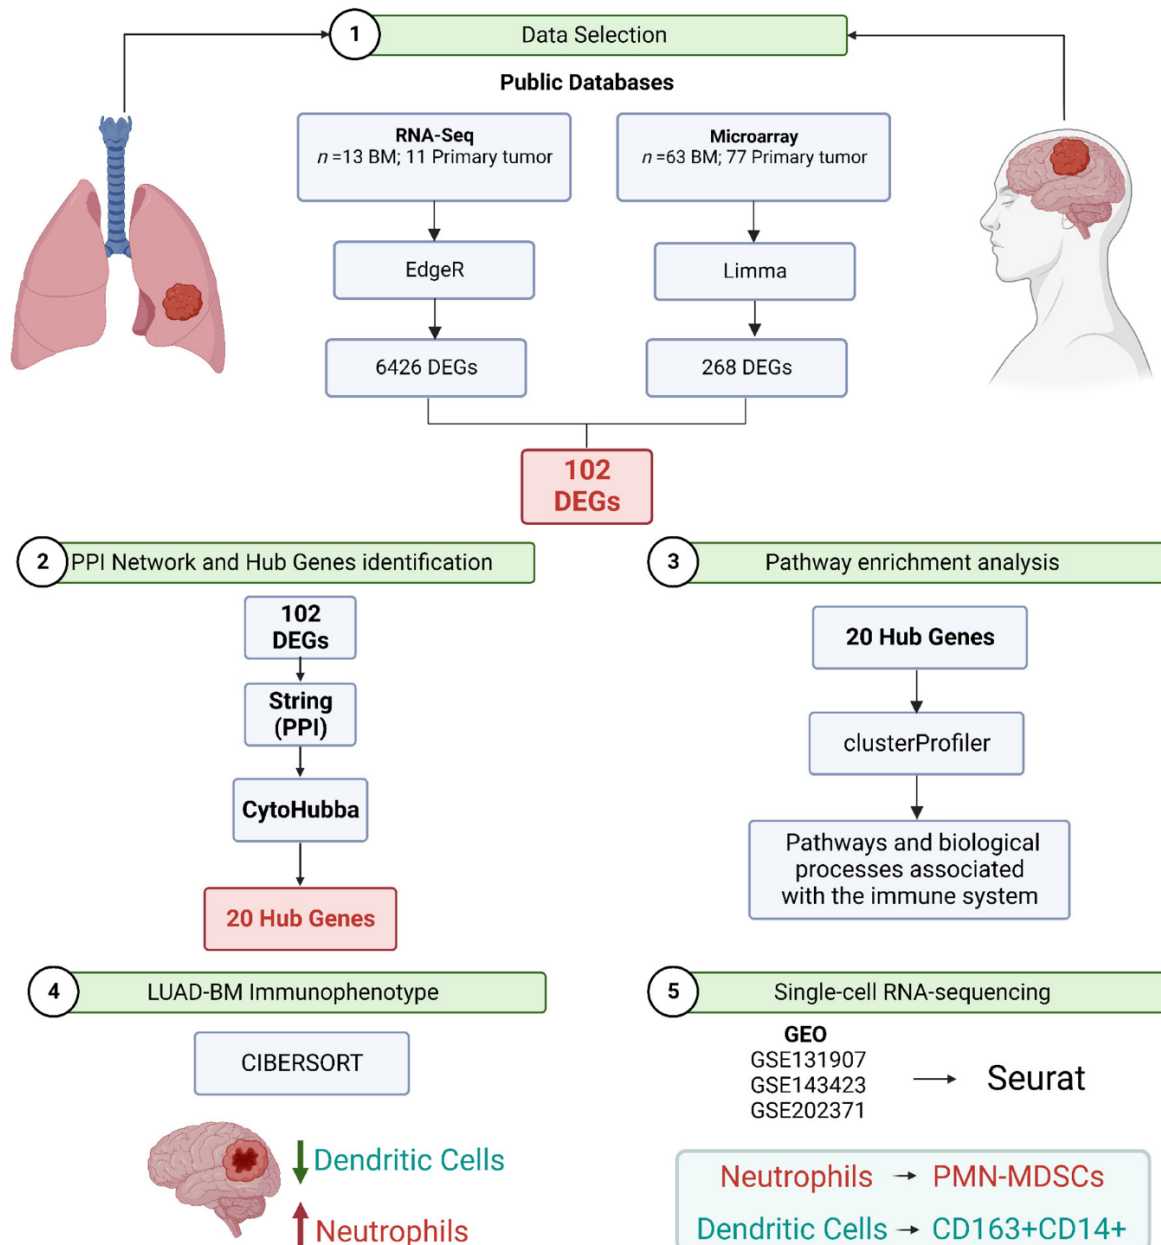 1
Data Selection
Public Databases
RNA-Seq
n =13 BM; 11 Primary tumor
Microarray
n =63 BM; 77 Primary tumor
EdgeR
Limma
6426 DEGs
268 DEGs
102
DEGs
2
PPI Network and Hub Genes identification
102
DEGs
String
(PPI)
CytoHubba
20 Hub Genes
3
Pathway enrichment analysis
20 Hub Genes
clusterProfiler
Pathways and biological
processes associated
with the immune system
4
LUAD-BM Immunophenotype
CIBERSORT
Dendritic Cells
Neutrophils
5
Single-cell RNA-sequencing
GEO
GSE131907
GSE143423
GSE202371
Seurat
Neutrophils → PMN-MDSCs
Dendritic Cells → CD163+CD14+